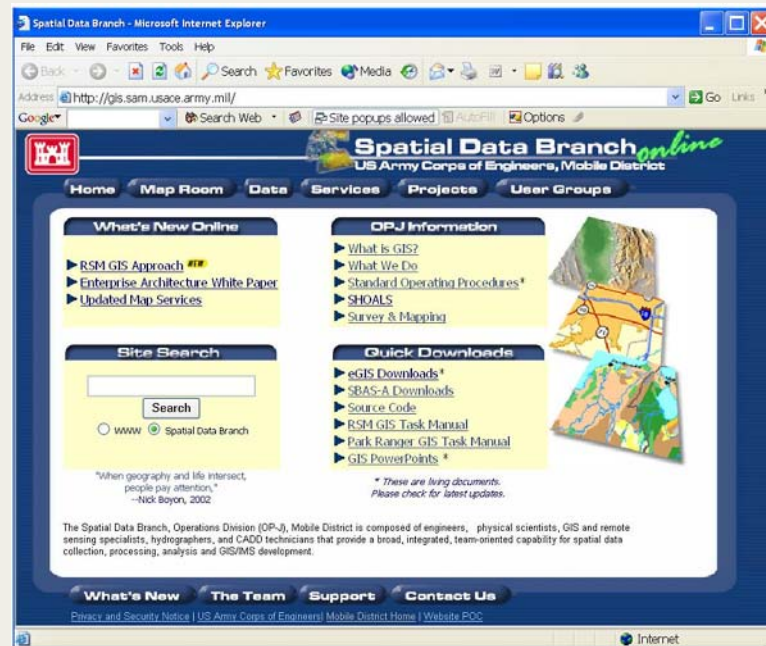 Spatial Data Branch - Microsoft Internet Explorer
File Edit View Favorites Tools Help
Back Search Favorites Media
Address http://gis.sam.usace.army.mil/ Go Links
Google Search Web Site popups allowed AutoFill Options
Spatial Data Branch online
US Army Corps of Engineers, Mobile District
Home Map Room Data Services Projects User Groups
What's New Online
RSM GIS Approach NEW
Enterprise Architecture White Paper
Updated Map Services
OPJ Information
What is GIS?
What We Do
Standard Operating Procedures*
SHOALS
Survey & Mapping
Site Search
Search
WWW Spatial Data Branch
Quick Downloads
eGIS Downloads*
SBAS-A Downloads
Source Code
RSM GIS Task Manual
Park Ranger GIS Task Manual
GIS PowerPoints *
"When geography and life intersect,
people pay attention,"
--Nick Boyon, 2002
* These are living documents.
Please check for latest updates.
The Spatial Data Branch, Operations Division (OP-J), Mobile District is composed of engineers, physical scientists, GIS and remote
sensing specialists, hydrographers, and CADD technicians that provide a broad, integrated, team-oriented capability for spatial data
collection, processing, analysis and GIS/IMS development.
What's New The Team Support Contact Us
Privacy and Security Notice | US Army Corps of Engineers| Mobile District Home | Website POC
Internet